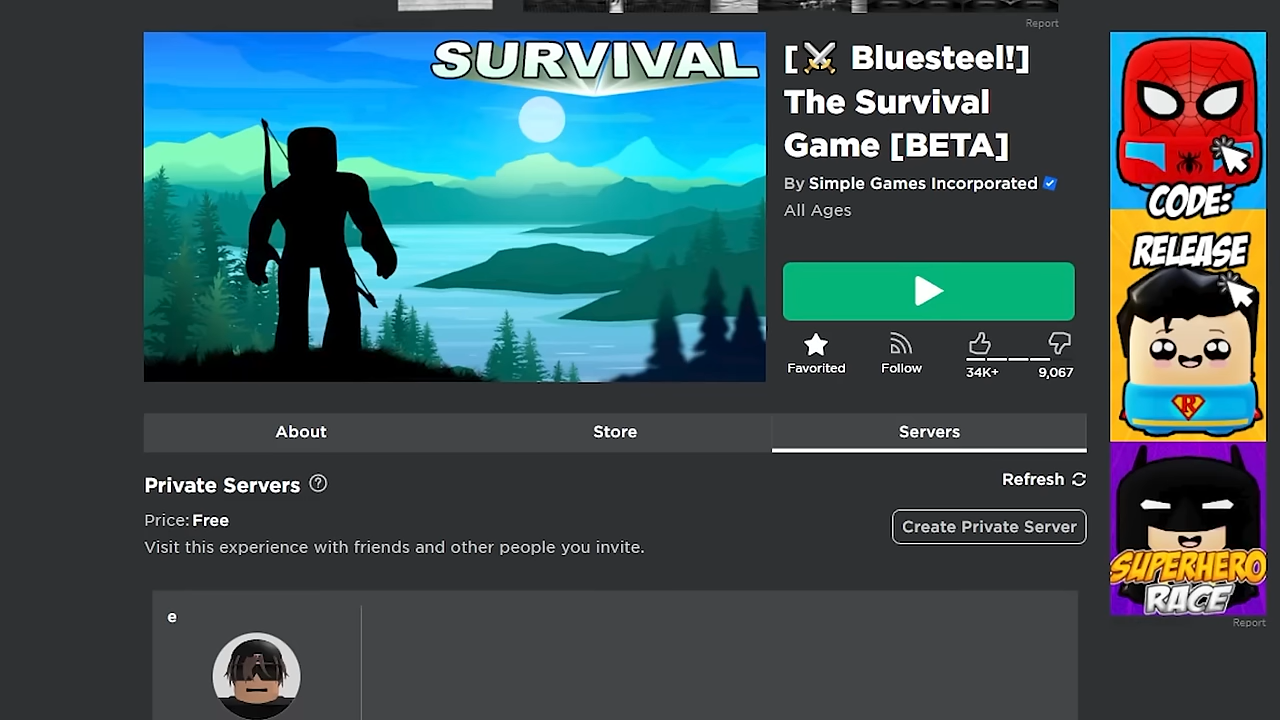 Report
SURVIVAL
[⚔️ Bluesteel!]
The Survival
Game [BETA]
By Simple Games Incorporated
All Ages
Favorited
Follow
34K+
9,067
About
Store
Servers
Private Servers
Refresh
Price: Free
Create Private Server
Visit this experience with friends and other people you invite.
e
CODE:
RELEASE
R
SUPERHERO
RACE
Report